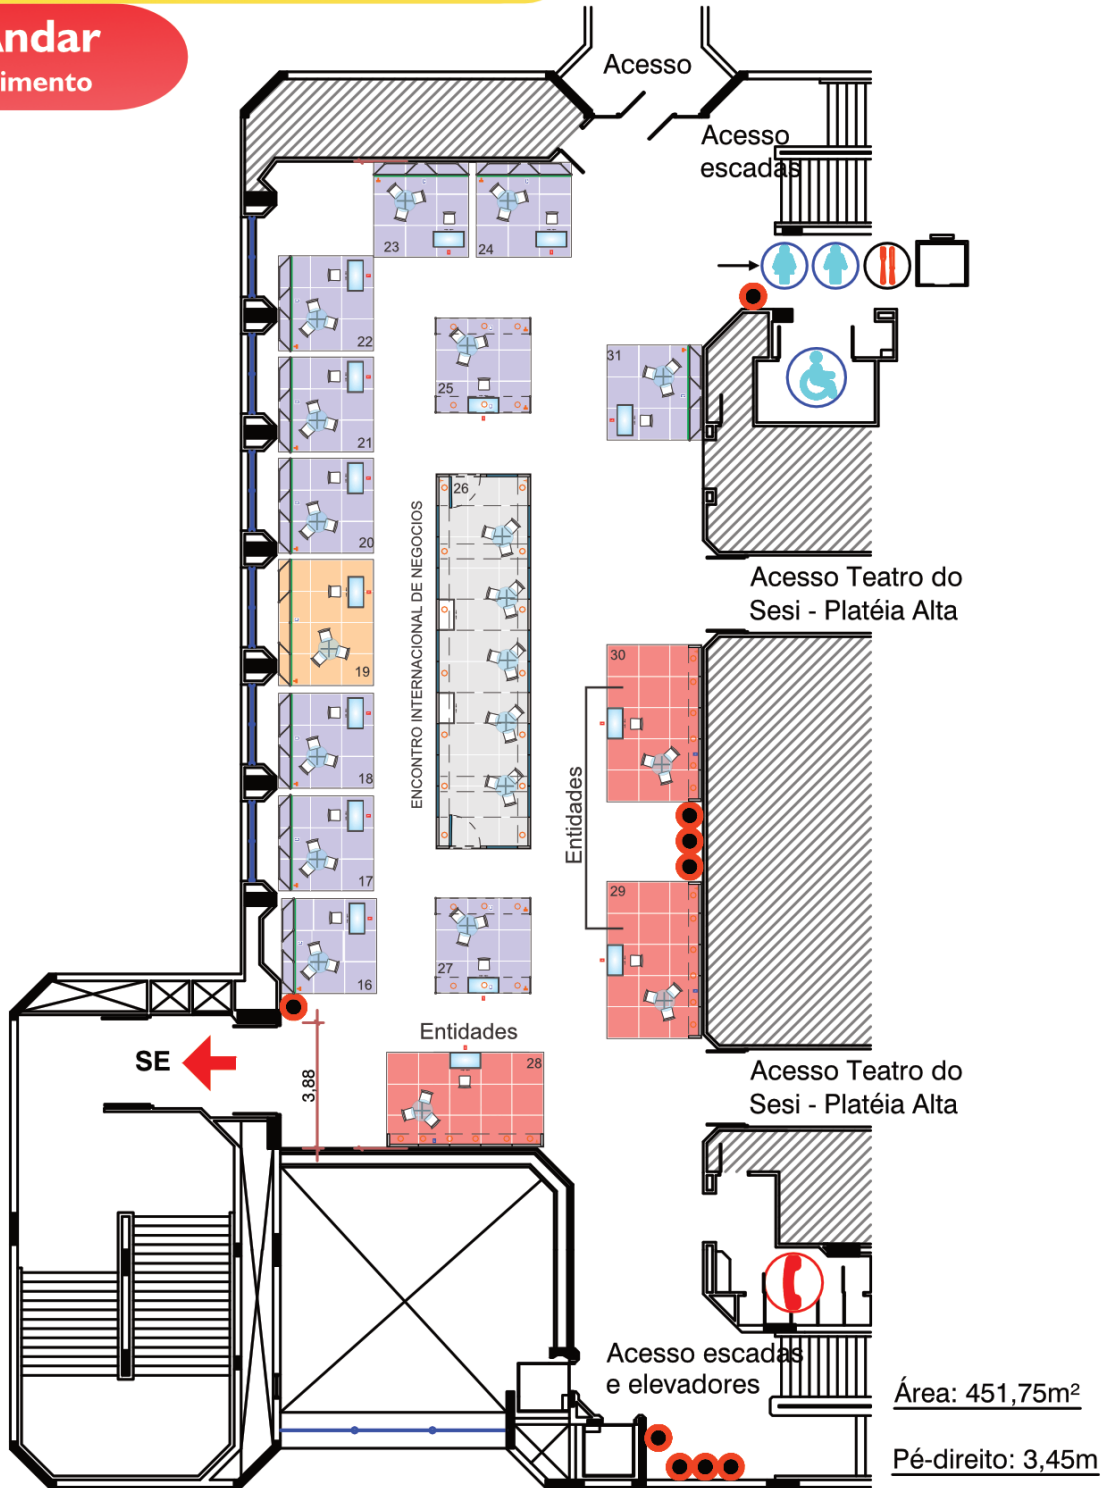 Andar
imento
Acesso
Acesso
escadas
23
24
22
25
31
21
26
20
ENCONTRO INTERNACIONAL DE NEGOCIOS
Acesso Teatro do
Sesi - Platéia Alta
19
30
18
Entidades
17
29
16
27
SE
3,88
Entidades
28
Acesso Teatro do
Sesi - Platéia Alta
Acesso escadas
e elevadores
Área: 451,75m²
Pé-direito: 3,45m